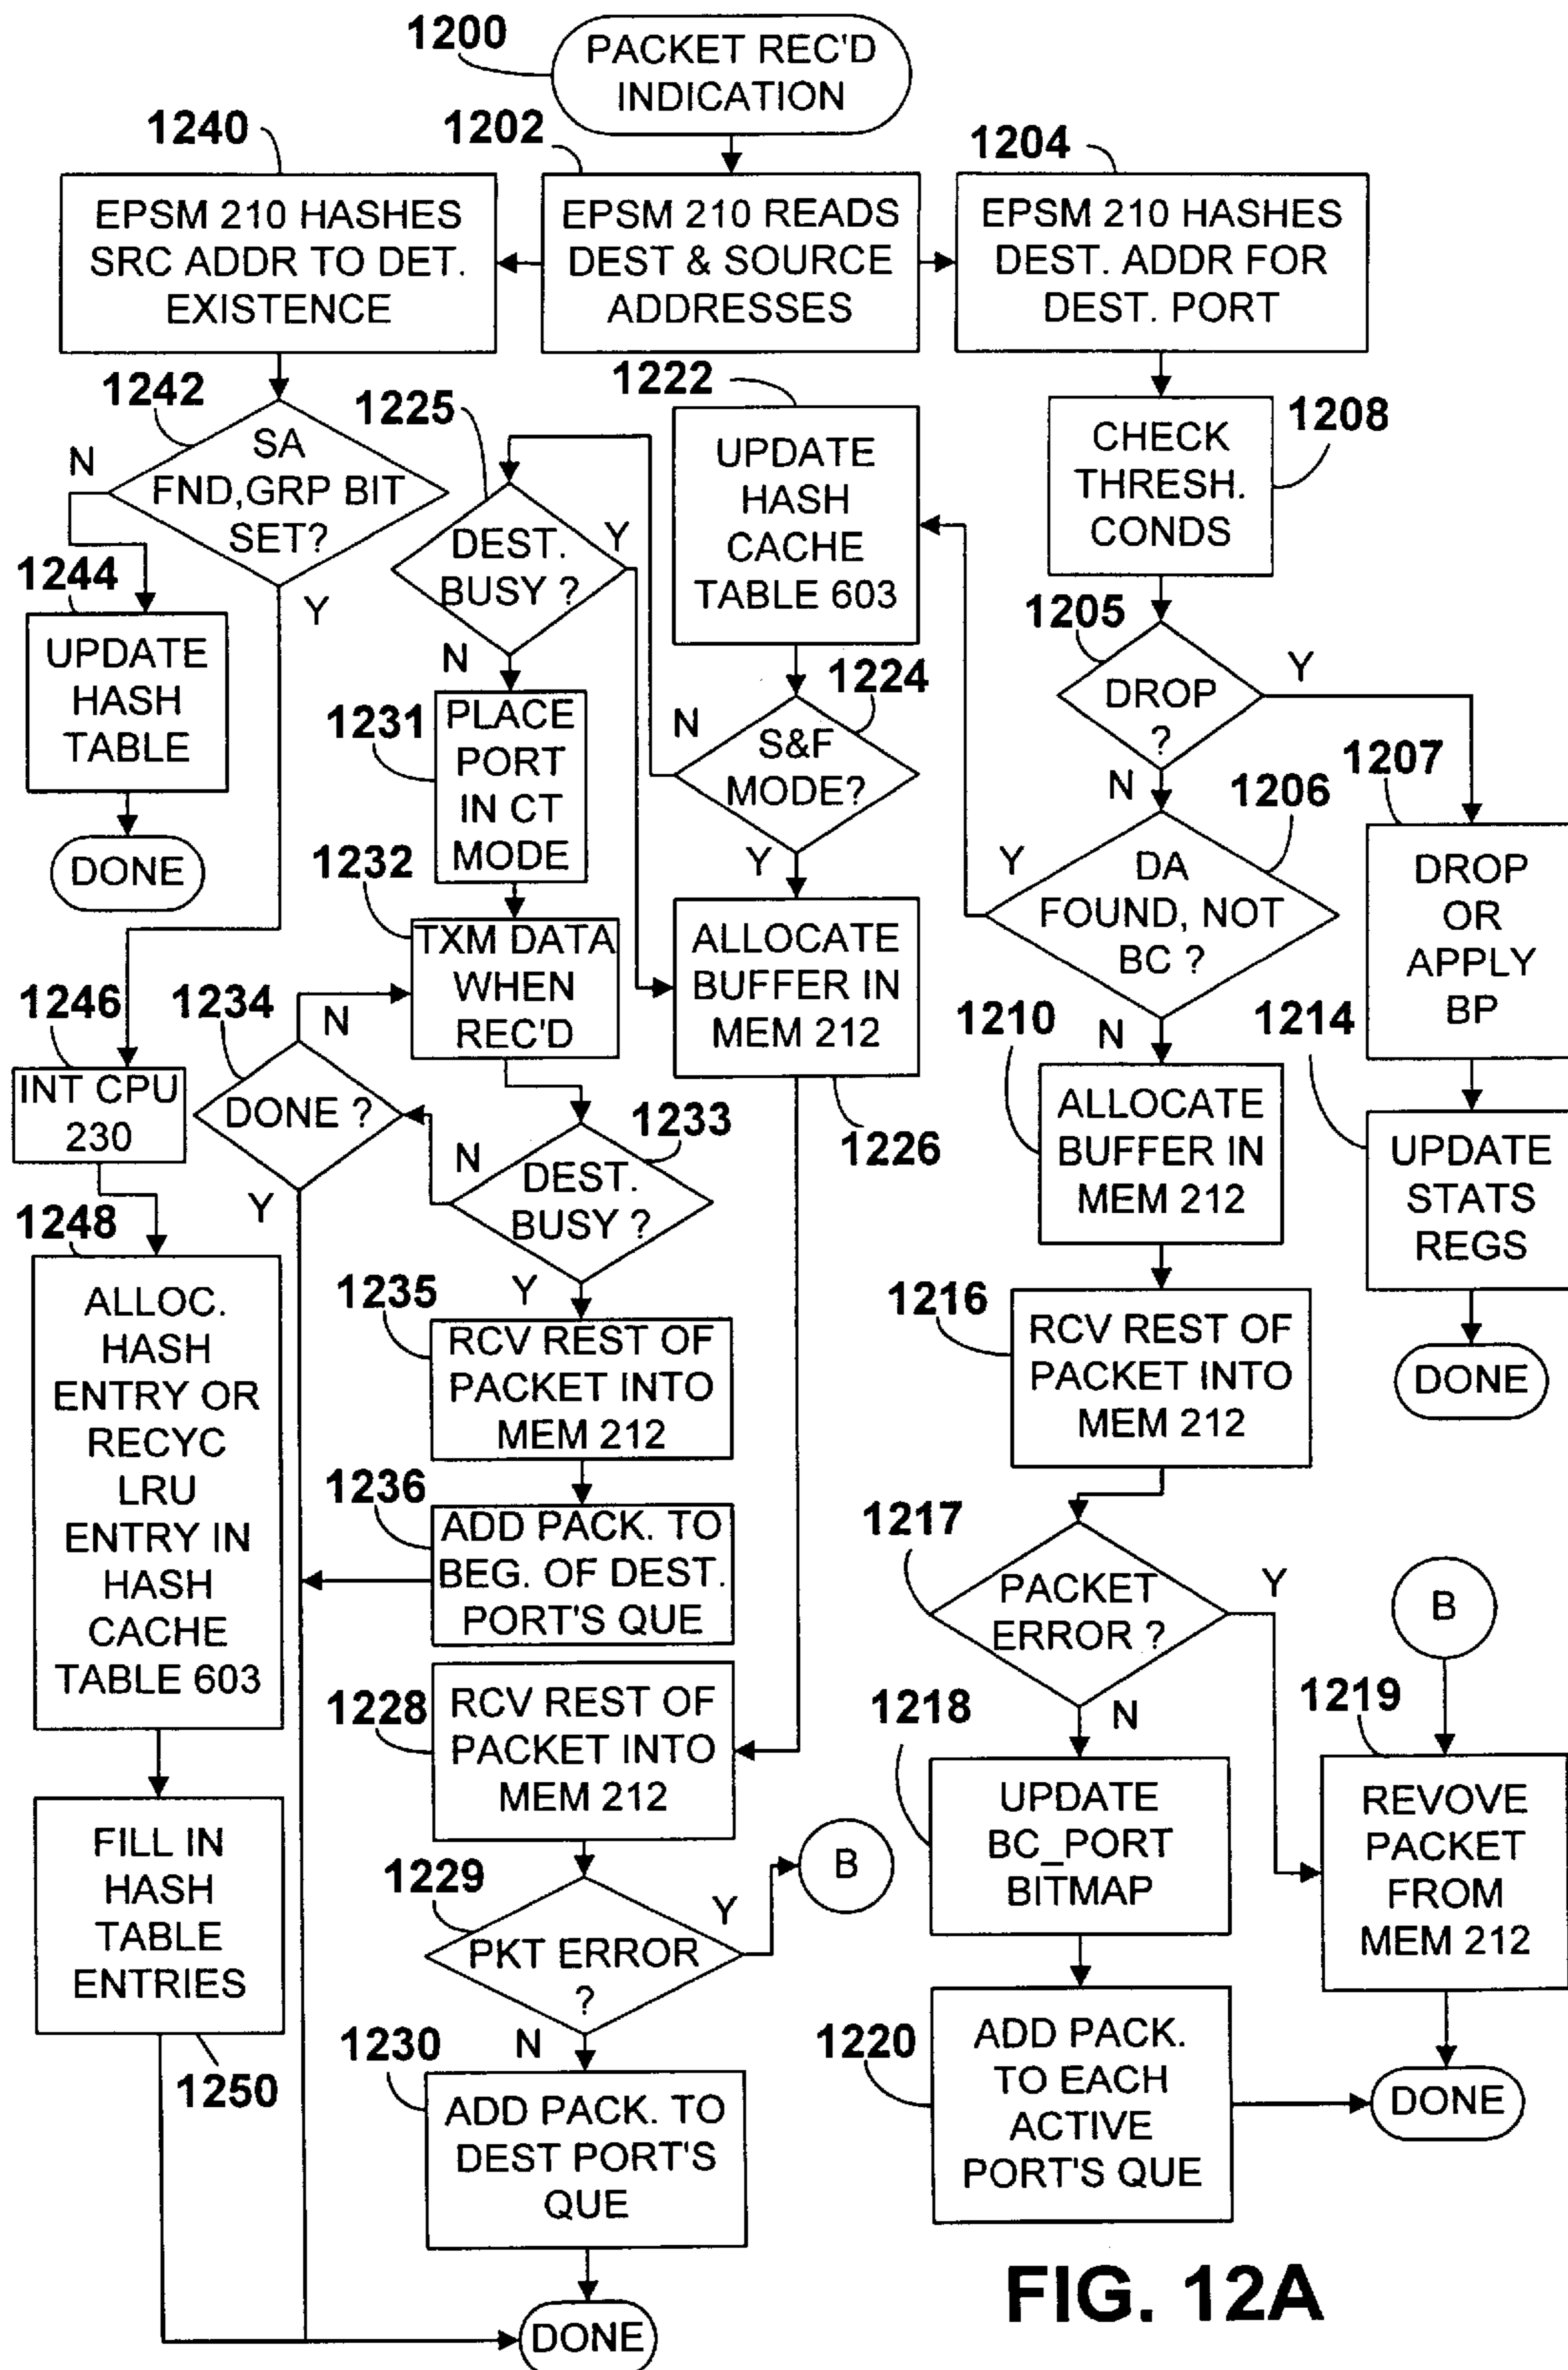 1200
PACKET REC'D
INDICATION
1240
1202
1204
EPSM 210 HASHES
SRC ADDR TO DET.
EXISTENCE
EPSM 210 READS
DEST & SOURCE
ADDRESSES
EPSM 210 HASHES
DEST. ADDR FOR
DEST. PORT
1242
SA
FND,GRP BIT
SET?
N
Y
1244
UPDATE
HASH
TABLE
DONE
1225
DEST.
BUSY ?
Y
N
1222
UPDATE
HASH
CACHE
TABLE 603
1208
CHECK
THRESH.
CONDS
1205
DROP
?
Y
N
1224
S&F
MODE?
N
Y
1231
PLACE
PORT
IN CT
MODE
1207
DROP
OR
APPLY
BP
1206
DA
FOUND, NOT
BC ?
Y
N
1232
TXM DATA
WHEN
REC'D
ALLOCATE
BUFFER IN
MEM 212
1226
1246
INT CPU
230
1234
DONE ?
N
Y
1233
DEST.
BUSY ?
N
Y
1210
ALLOCATE
BUFFER IN
MEM 212
1214
UPDATE
STATS
REGS
DONE
1248
ALLOC.
HASH
ENTRY OR
RECYC
LRU
ENTRY IN
HASH
CACHE
TABLE 603
1235
RCV REST OF
PACKET INTO
MEM 212
1216
RCV REST OF
PACKET INTO
MEM 212
1236
ADD PACK. TO
BEG. OF DEST.
PORT'S QUE
1217
PACKET
ERROR ?
Y
N
B
1228
RCV REST OF
PACKET INTO
MEM 212
1218
UPDATE
BC_PORT
BITMAP
1219
REVOVE
PACKET
FROM
MEM 212
FILL IN
HASH
TABLE
ENTRIES
1250
1229
PKT ERROR
?
Y
N
B
1230
ADD PACK. TO
DEST PORT'S
QUE
1220
ADD PACK.
TO EACH
ACTIVE
PORT'S QUE
DONE
DONE
FIG. 12A